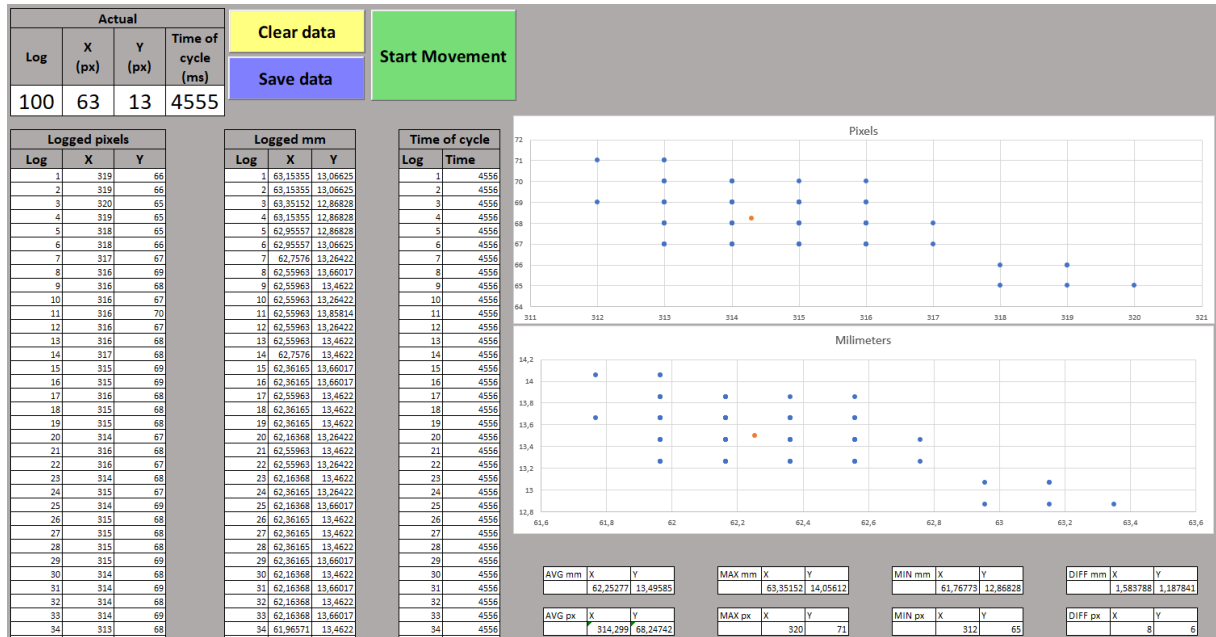 Actual
Log X (px) Y (px) Time of cycle (ms)
100 63 13 4555
Clear data
Save data
Start Movement
Logged pixels
Log X Y
1 319 66
2 319 66
3 320 65
4 319 65
5 318 65
6 318 66
7 317 67
8 316 69
9 316 68
10 316 67
11 316 70
12 316 67
13 316 68
14 317 68
15 315 69
16 315 69
17 316 68
18 315 68
19 315 68
20 314 67
21 316 68
22 316 67
23 314 68
24 315 67
25 314 69
26 315 68
27 315 68
28 315 68
29 315 69
30 314 68
31 314 69
32 314 68
33 314 69
34 313 68
Logged mm
Log X Y
1 63,15355 13,06625
2 63,15355 13,06625
3 63,35152 12,86828
4 63,15355 12,86828
5 62,95557 12,86828
6 62,95557 13,06625
7 62,7576 13,26422
8 62,55963 13,66017
9 62,55963 13,4622
10 62,55963 13,26422
11 62,55963 13,85814
12 62,55963 13,26422
13 62,55963 13,4622
14 62,7576 13,4622
15 62,36165 13,66017
16 62,36165 13,66017
17 62,55963 13,4622
18 62,36165 13,4622
19 62,36165 13,4622
20 62,16368 13,26422
21 62,55963 13,4622
22 62,55963 13,26422
23 62,16368 13,4622
24 62,36165 13,26422
25 62,16368 13,66017
26 62,36165 13,4622
27 62,36165 13,4622
28 62,36165 13,4622
29 62,36165 13,66017
30 62,16368 13,4622
31 62,16368 13,66017
32 62,16368 13,4622
33 62,16368 13,66017
34 61,96571 13,4622
Time of cycle
Log Time
1 4556
2 4556
3 4556
4 4556
5 4556
6 4556
7 4556
8 4556
9 4556
10 4556
11 4556
12 4556
13 4556
14 4556
15 4556
16 4556
17 4556
18 4556
19 4556
20 4556
21 4556
22 4556
23 4556
24 4556
25 4556
26 4556
27 4556
28 4556
29 4556
30 4556
31 4556
32 4556
33 4556
34 4556
Pixels
72
71
70
69
68
67
66
65
64
311 312 313 314 315 316 317 318 319 320 321
Milimeters
14,2
14
13,8
13,6
13,4
13,2
13
12,8
61,6 61,8 62 62,2 62,4 62,6 62,8 63 63,2 63,4 63,6
AVG mm X Y
62,25277 13,49585
MAX mm X Y
63,35152 14,05612
MIN mm X Y
61,76773 12,86828
DIFF mm X Y
1,583788 1,187841
AVG px X Y
314,299 68,24742
MAX px X Y
320 71
MIN px X Y
312 65
DIFF px X Y
8 6